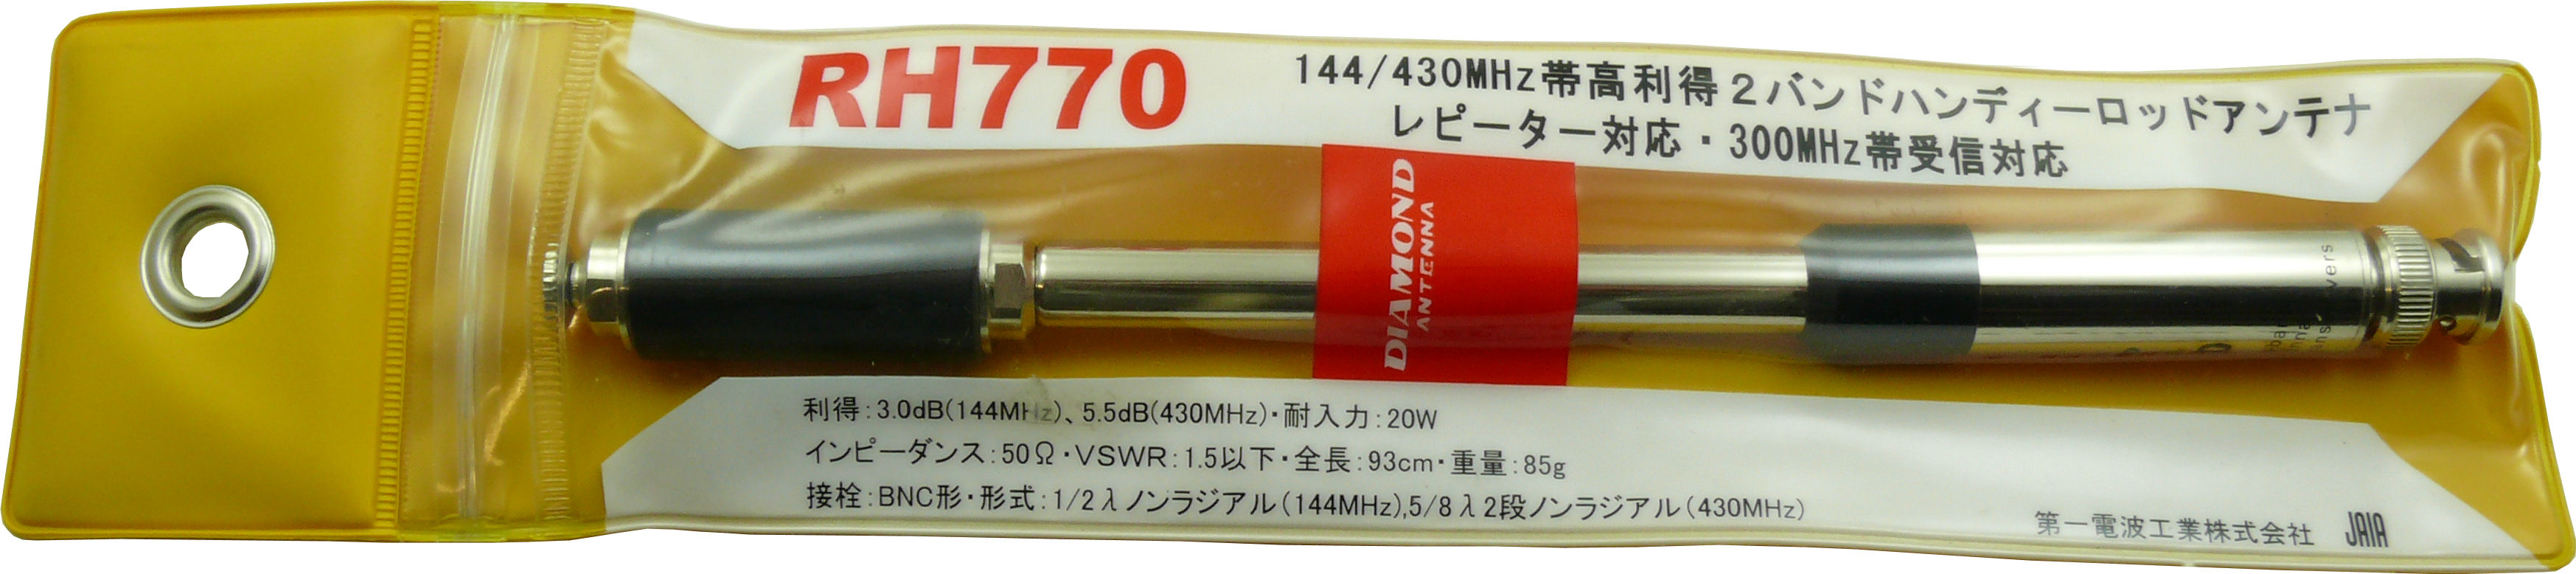 RH770
144/430MHz帯高利得２バンドハンディーロッドアンテナ
レピーター対応・300MHz帯受信対応
DIAMOND
ANTENNA
vers
利得:3.0dB(144MHz)、5.5dB(430MHz)・耐入力:20W
インピーダンス:50Ω・VSWR:1.5以下・全長:93cm・重量:85g
接栓:BNC形・形式:1/2λノンラジアル(144MHz),5/8λ2段ノンラジアル(430MHz)
第一電波工業株式会社 JAIA